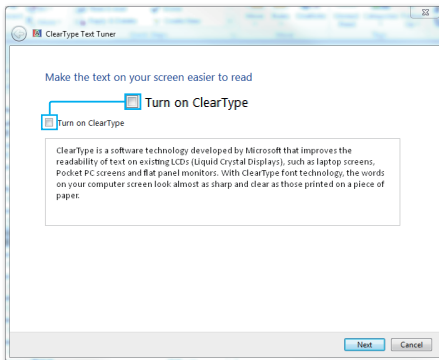 ClearType Text Tuner
Make the text on your screen easier to read
Turn on ClearType
Turn on ClearType
ClearType is a software technology developed by Microsoft that improves the
readability of text on existing LCDs (Liquid Crystal Displays), such as laptop screens,
Pocket PC screens and flat panel monitors. With ClearType font technology, the words
on your computer screen look almost as sharp and clear as those printed on a piece of
paper.
Next Cancel